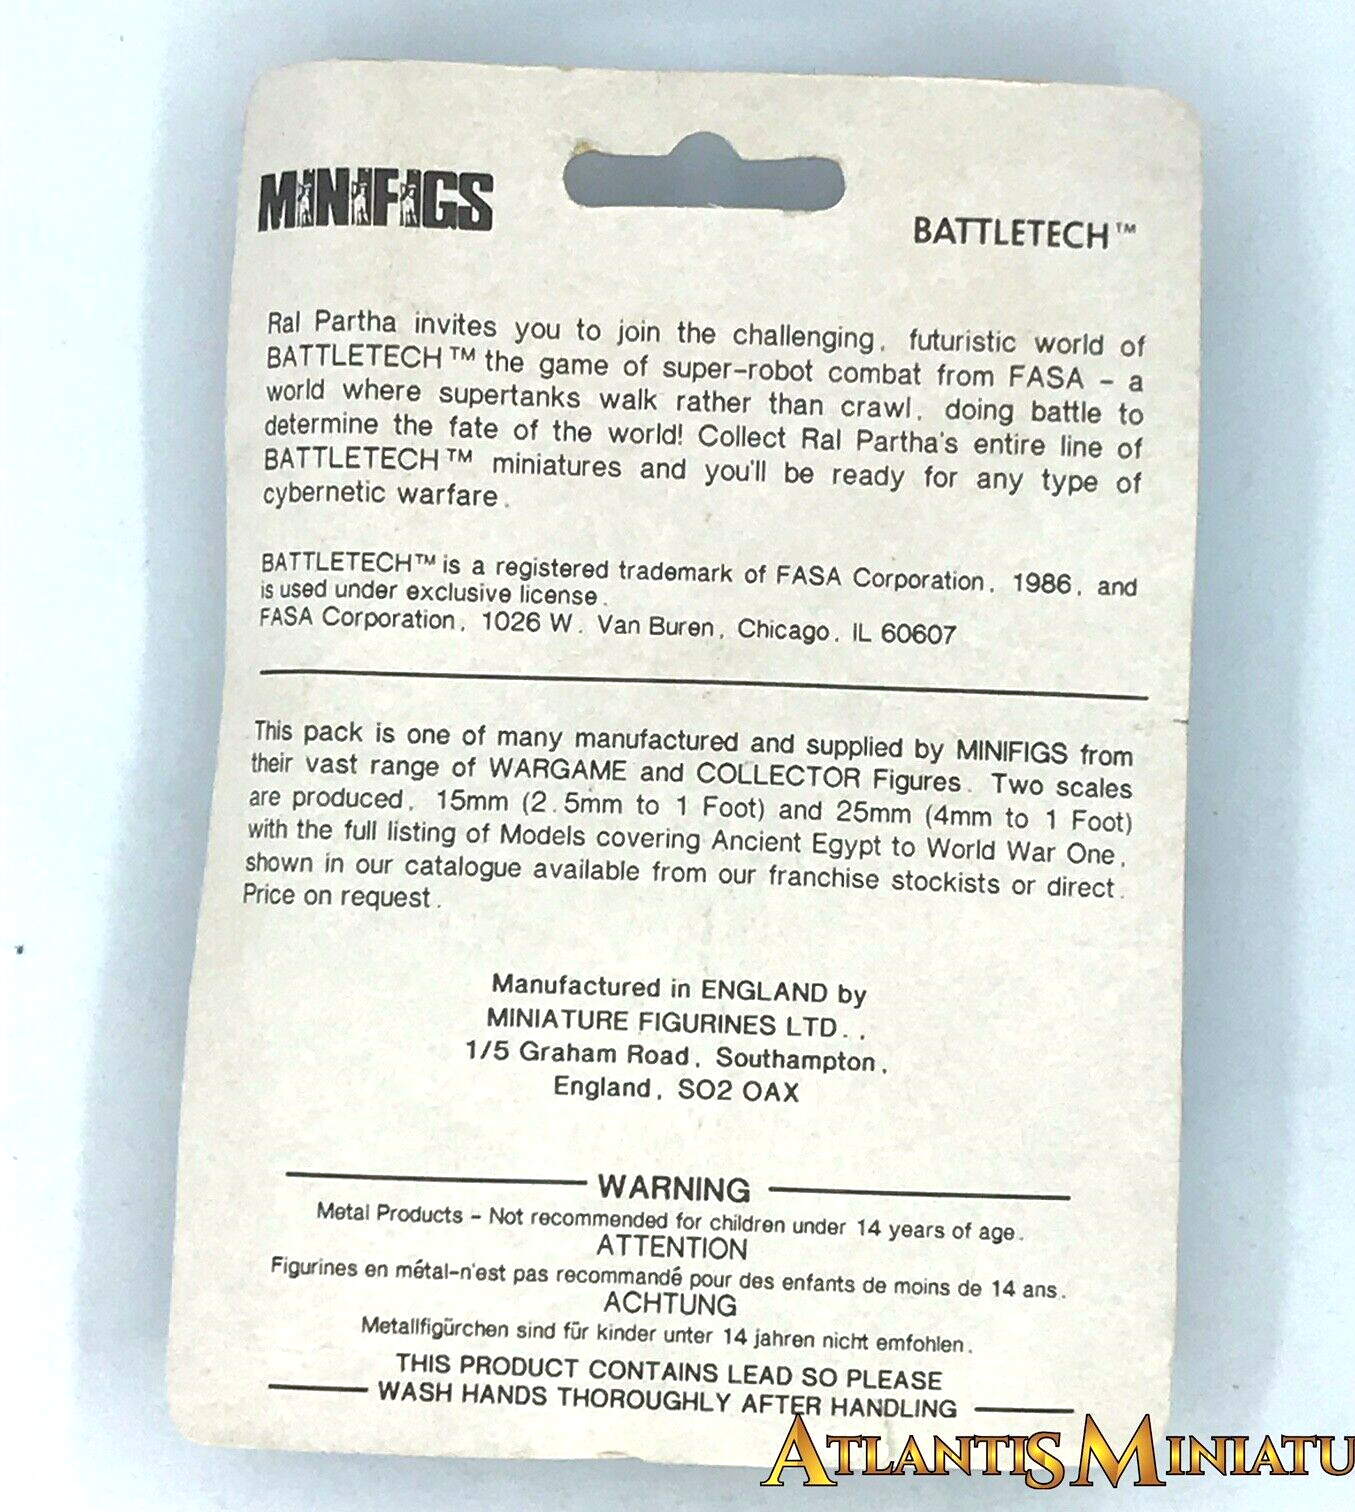 MINIFIGS
BATTLETECH™
Ral Partha invites you to join the challenging, futuristic world of
BATTLETECH™ the game of super-robot combat from FASA - a
world where supertanks walk rather than crawl, doing battle to
determine the fate of the world! Collect Ral Partha's entire line of
BATTLETECH™ miniatures and you'll be ready for any type of
cybernetic warfare.
BATTLETECH™ is a registered trademark of FASA Corporation, 1986, and
is used under exclusive license.
FASA Corporation, 1026 W. Van Buren, Chicago, IL 60607
This pack is one of many manufactured and supplied by MINIFIGS from
their vast range of WARGAME and COLLECTOR Figures. Two scales
are produced, 15mm (2.5mm to 1 Foot) and 25mm (4mm to 1 Foot)
with the full listing of Models covering Ancient Egypt to World War One,
shown in our catalogue available from our franchise stockists or direct.
Price on request.
Manufactured in ENGLAND by
MINIATURE FIGURINES LTD.,
1/5 Graham Road, Southampton,
England, SO2 OAX
WARNING
Metal Products - Not recommended for children under 14 years of age.
ATTENTION
Figurines en métal-n'est pas recommandé pour des enfants de moins de 14 ans.
ACHTUNG
Metallfigürchen sind für kinder unter 14 jahren nicht emfohlen.
THIS PRODUCT CONTAINS LEAD SO PLEASE
WASH HANDS THOROUGHLY AFTER HANDLING
ATLANTIS MINIATU